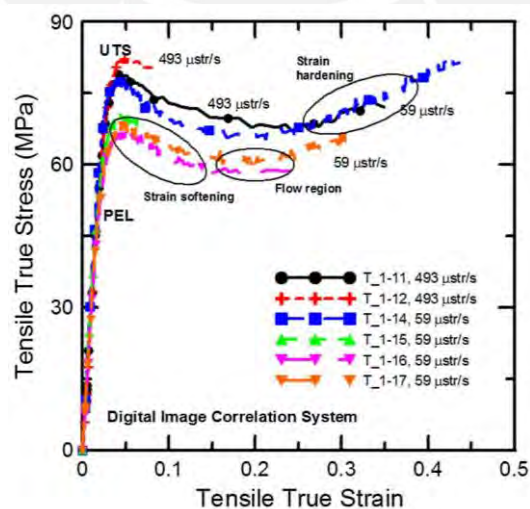 90
UTS
493 μstr/s
Strain
hardening
493 μstr/s
59 μstr/s
60
59 μstr/s
Strain softening
Flow region
PEL
T_1-11, 493 μstr/s
T_1-12, 493 μstr/s
30
T_1-14, 59 μstr/s
T_1-15, 59 μstr/s
T_1-16, 59 μstr/s
T_1-17, 59 μstr/s
Digital Image Correlation System
0
0 0.1 0.2 0.3 0.4 0.5
Tensile True Strain
Tensile True Stress (MPa)